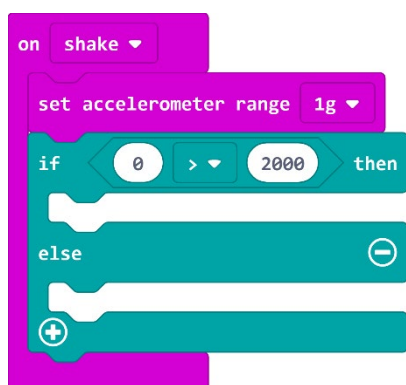 on shake
set accelerometer range 1g
if 0 > 2000 then
else